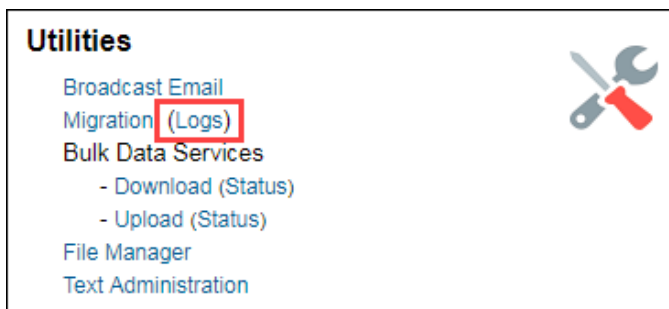 Utilities
Broadcast Email
Migration (Logs)
Bulk Data Services
- Download (Status)
- Upload (Status)
File Manager
Text Administration